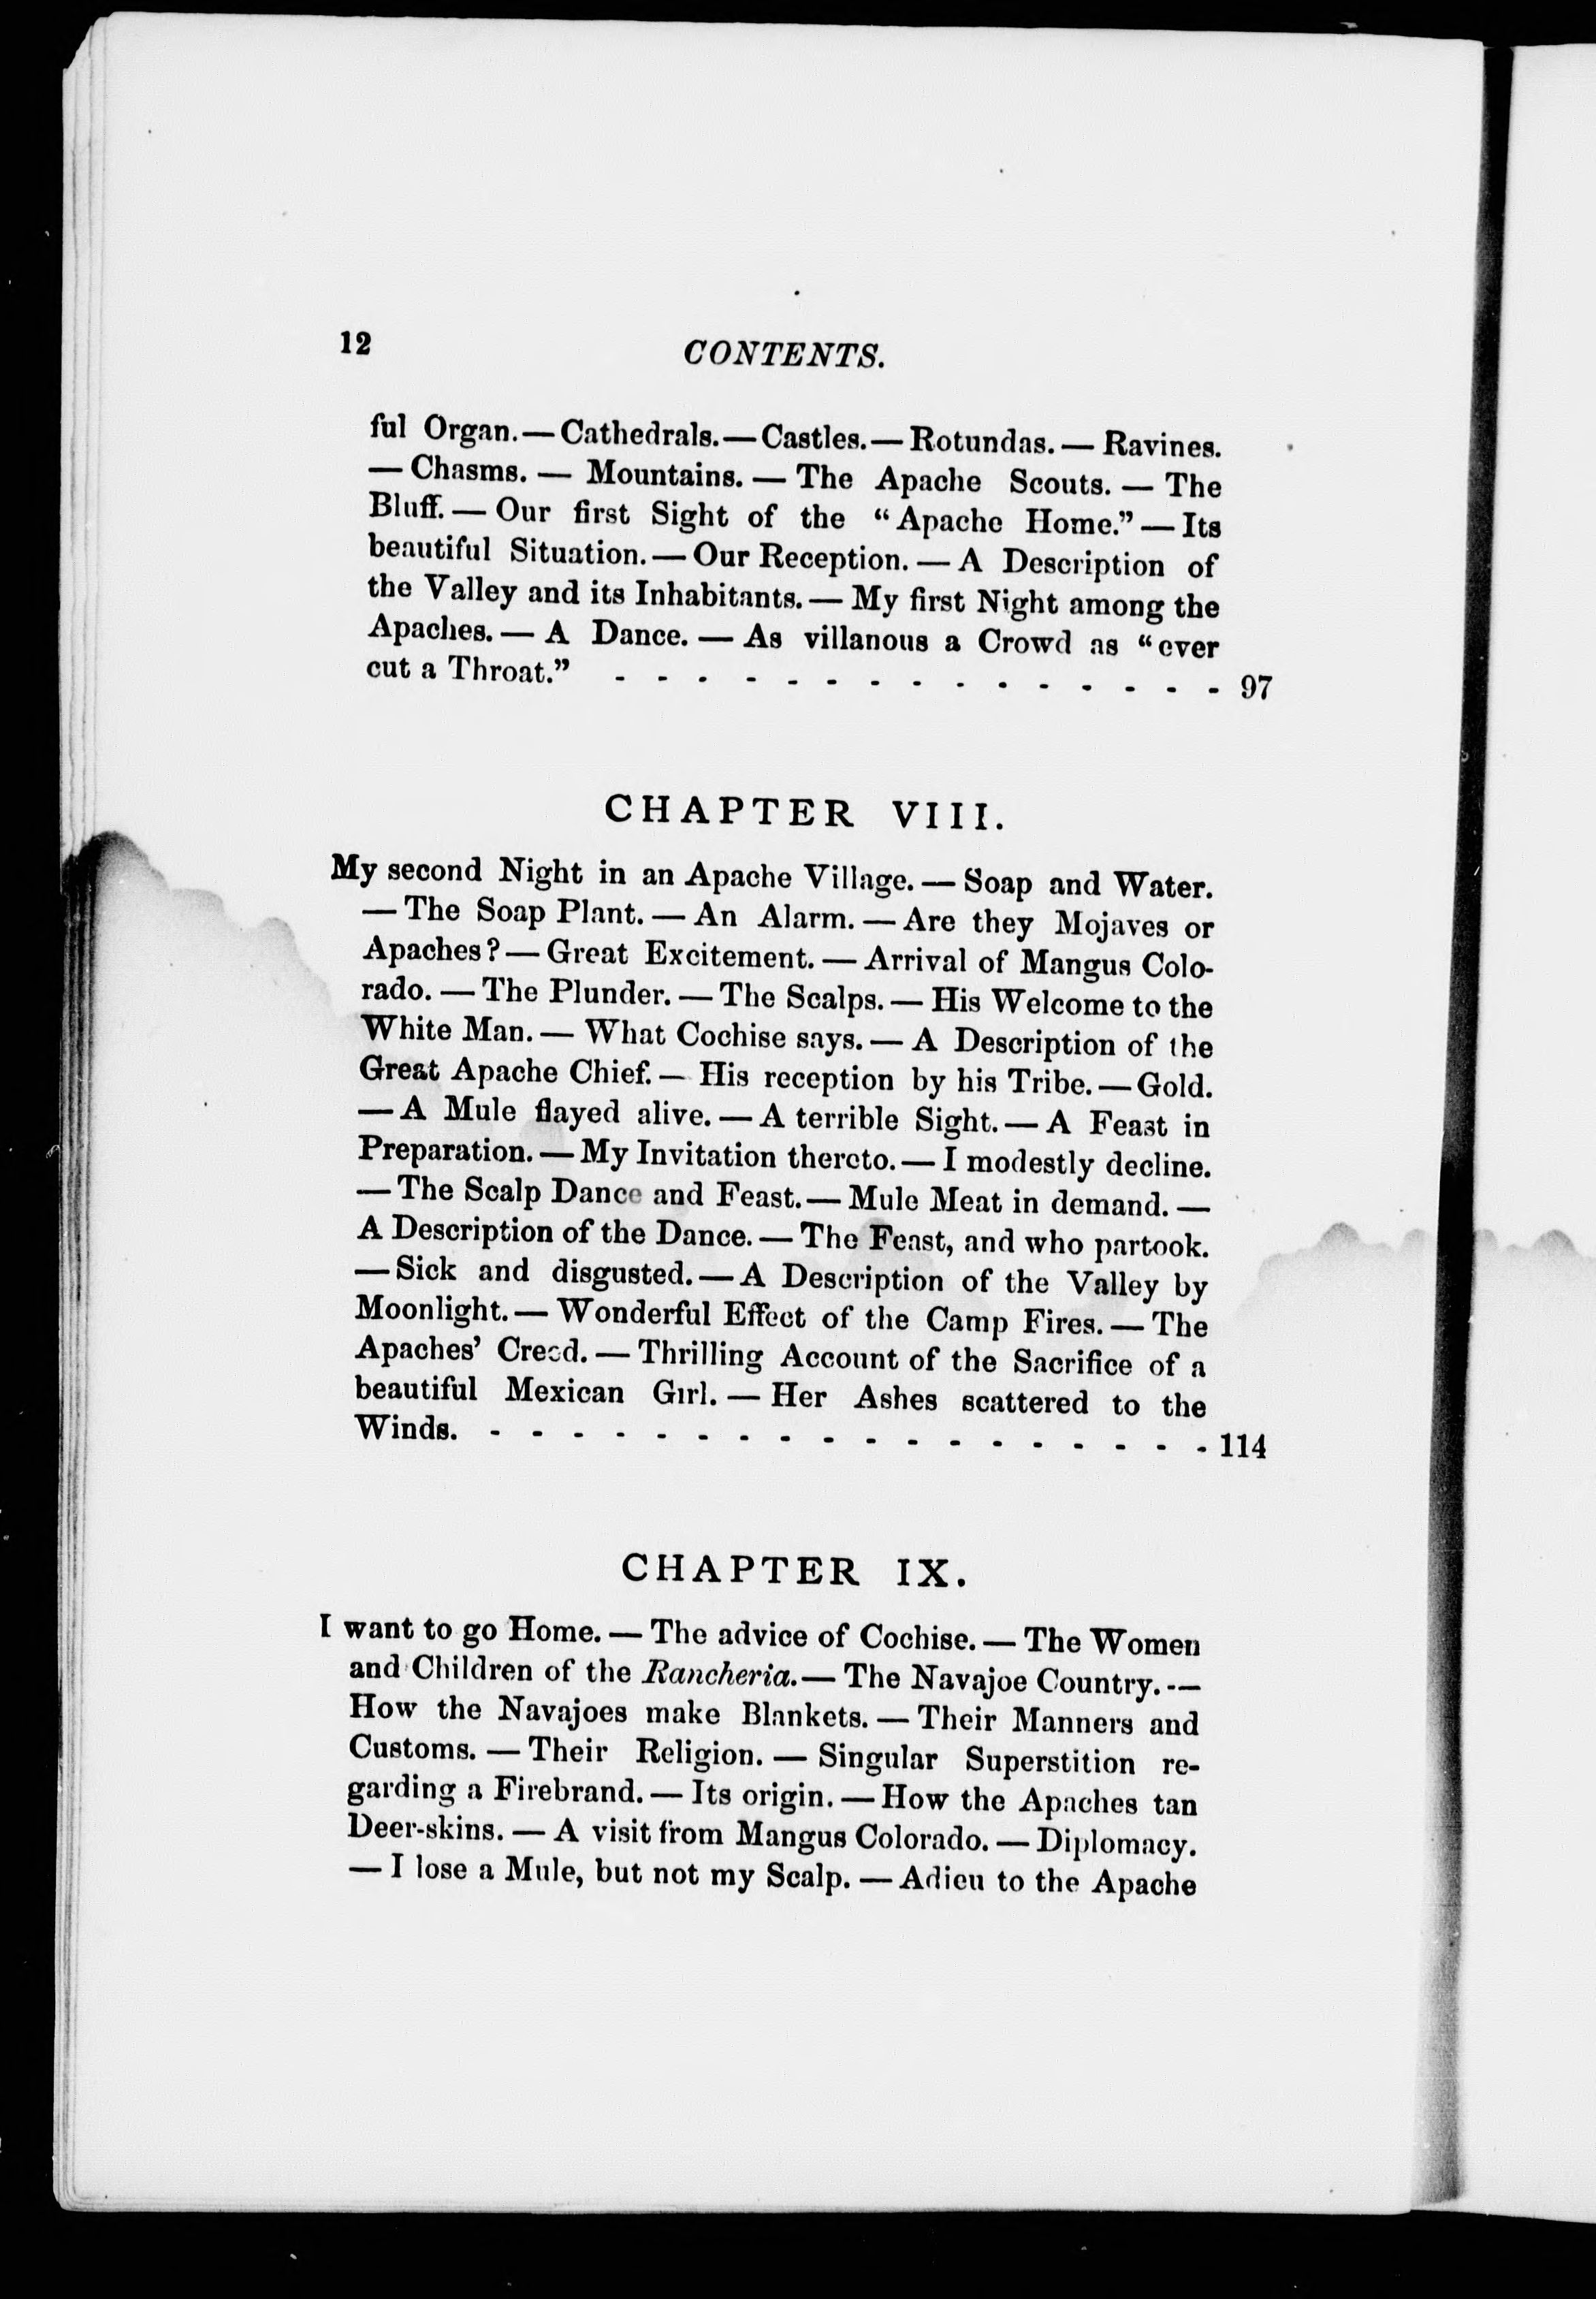 12
CONTENTS.
ful Organ.—Cathedrals.—Castles.—Rotundas.—Ravines.
—Chasms.—Mountains.—The Apache Scouts.—The
Bluff.—Our first Sight of the “Apache Home.”—Its
beautiful Situation.—Our Reception.—A Description of
the Valley and its Inhabitants.—My first Night among the
Apaches.—A Dance.—As villanous a Crowd as “ever
cut a Throat.” - - - - - - - - - - - - - - - 97
CHAPTER VIII.
My second Night in an Apache Village.—Soap and Water.
—The Soap Plant.—An Alarm.—Are they Mojaves or
Apaches?—Great Excitement.—Arrival of Mangus Colo-
rado.—The Plunder.—The Scalps.—His Welcome to the
White Man.—What Cochise says.—A Description of the
Great Apache Chief.—His reception by his Tribe.—Gold.
—A Mule flayed alive.—A terrible Sight.—A Feast in
Preparation.—My Invitation thereto.—I modestly decline.
—The Scalp Dance and Feast.—Mule Meat in demand.—
A Description of the Dance.—The Feast, and who partook.
—Sick and disgusted.—A Description of the Valley by
Moonlight.—Wonderful Effect of the Camp Fires.—The
Apaches’ Creed.—Thrilling Account of the Sacrifice of a
beautiful Mexican Girl.—Her Ashes scattered to the
Winds. - - - - - - - - - - - - - - - - - - 114
CHAPTER IX.
I want to go Home.—The advice of Cochise.—The Women
and Children of the Rancheria.—The Navajoe Country.—
How the Navajoes make Blankets.—Their Manners and
Customs.—Their Religion.—Singular Superstition re-
garding a Firebrand.—Its origin.—How the Apaches tan
Deer-skins.—A visit from Mangus Colorado.—Diplomacy.
—I lose a Mule, but not my Scalp.—Adieu to the Apache